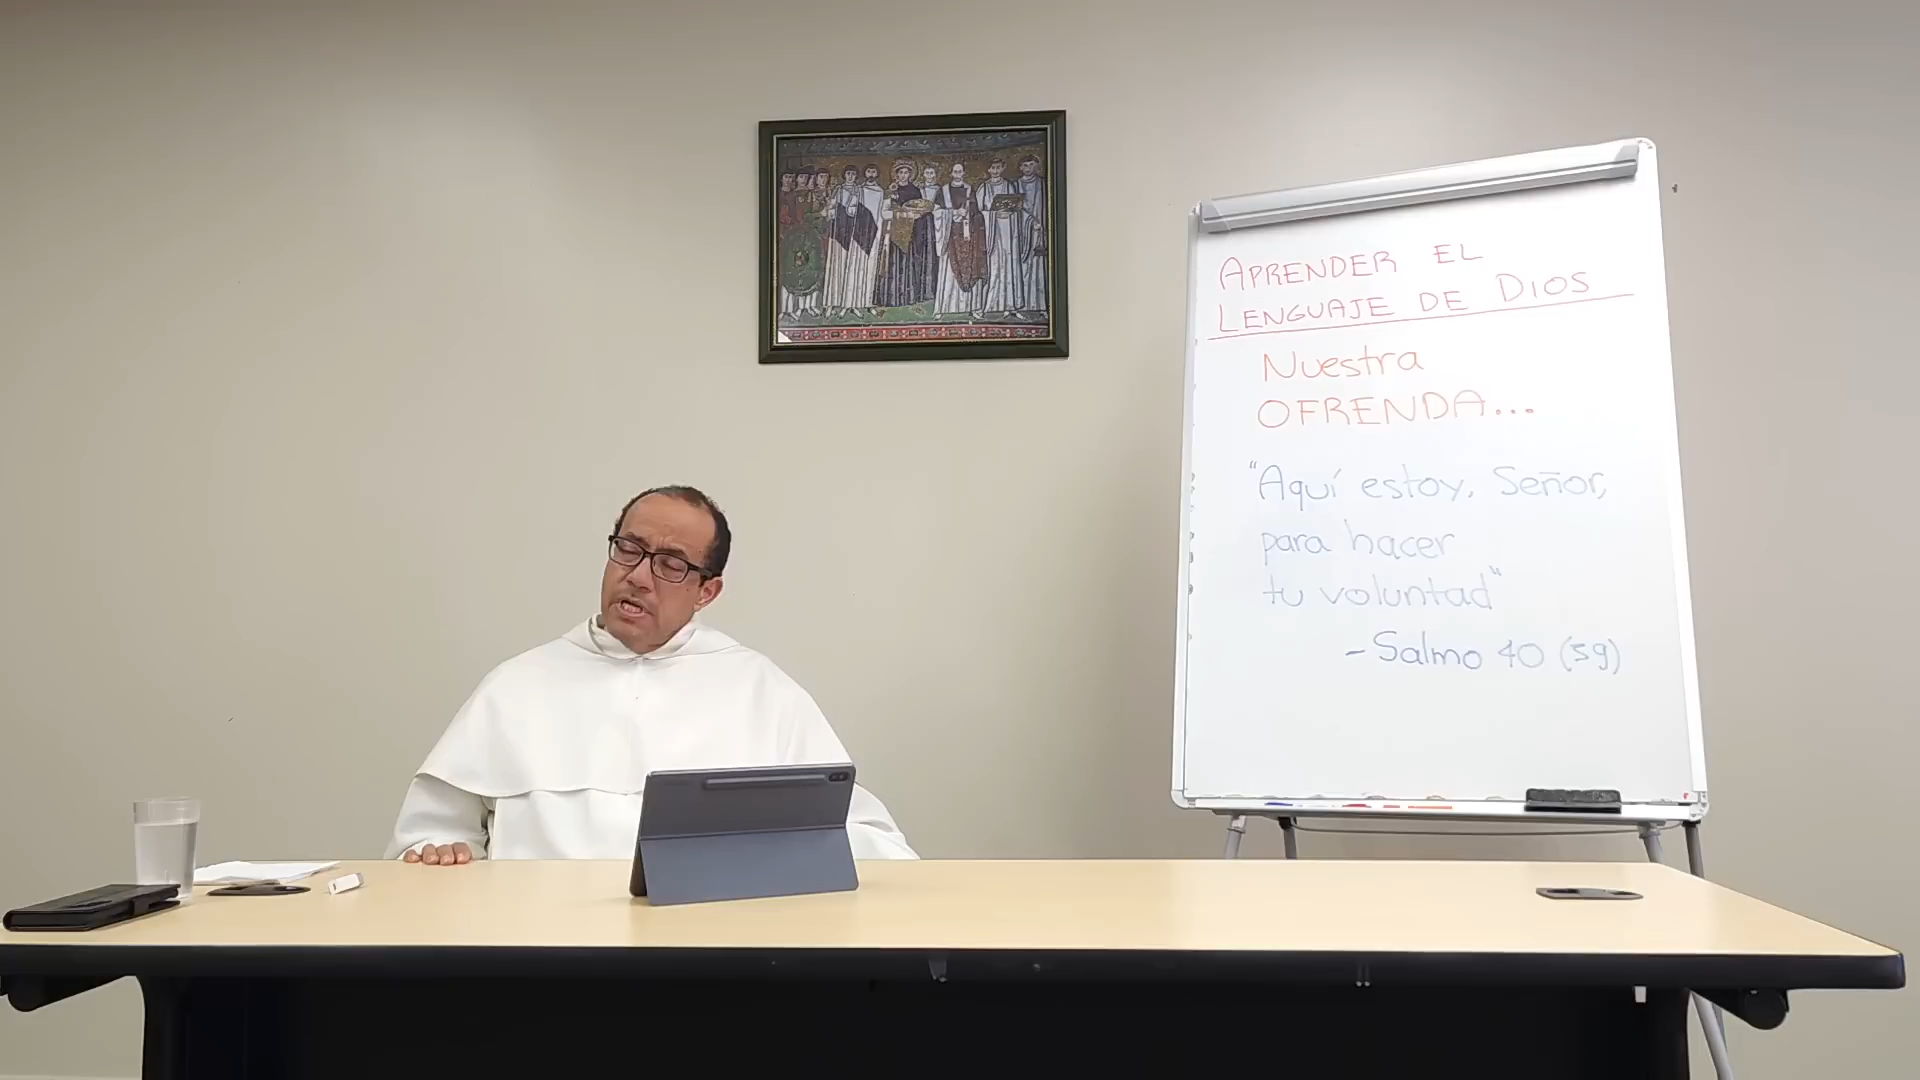 APRENDER EL
LENGUAJE DE DIOS
Nuestra
OFRENDA...
"Aquí estoy, Señor,
para hacer
tu voluntad"
- Salmo 40 (39)